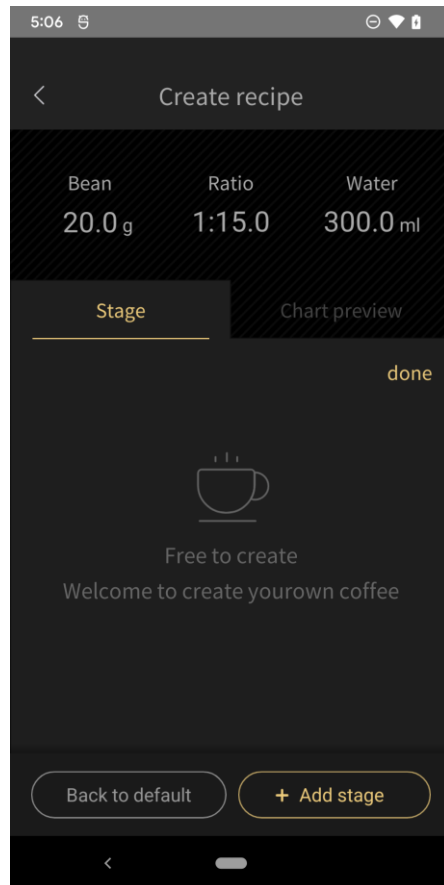 5:06
Create recipe
Bean Ratio Water
20.0 g 1:15.0 300.0 ml
Stage Chart preview
done
Free to create
Welcome to create yourown coffee
Back to default + Add stage